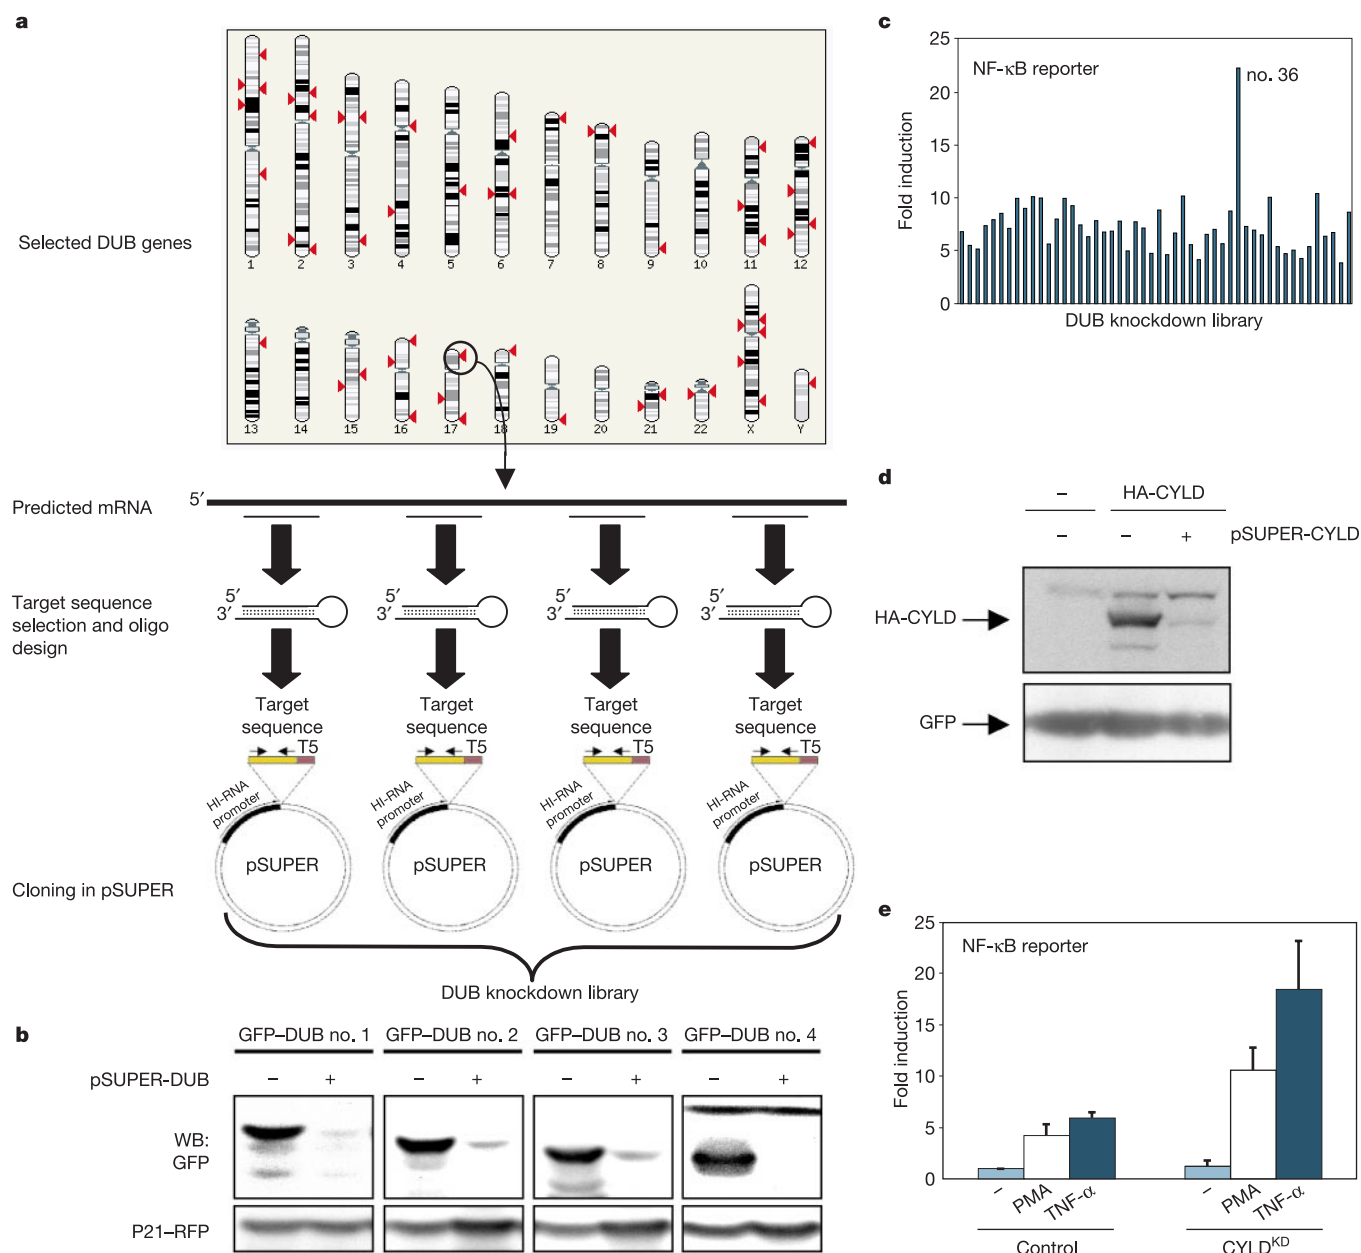 a
Selected DUB genes
1 2 3 4 5 6 7 8 9 10 11 12
13 14 15 16 17 18 19 20 21 22 X Y
Predicted mRNA
5′
Target sequence
selection and oligo
design
5′ 5′ 5′ 5′
3′ 3′ 3′ 3′
Target Target Target Target
sequence sequence sequence sequence
T5 T5 T5 T5
HI-RNA HI-RNA HI-RNA HI-RNA
promoter promoter promoter promoter
pSUPER pSUPER pSUPER pSUPER
Cloning in pSUPER
DUB knockdown library
b
GFP–DUB no. 1 GFP–DUB no. 2 GFP–DUB no. 3 GFP–DUB no. 4
pSUPER-DUB – + – + – + – +
WB:
GFP
P21–RFP
c
25
20
15
10
5
0
Fold induction
NF-κB reporter
no. 36
DUB knockdown library
d
– HA-CYLD
– – + pSUPER-CYLD
HA-CYLD
GFP
e
25
20
15
10
5
0
Fold induction
NF-κB reporter
– PMA TNF-α – PMA TNF-α
Control CYLDᴷᴰ